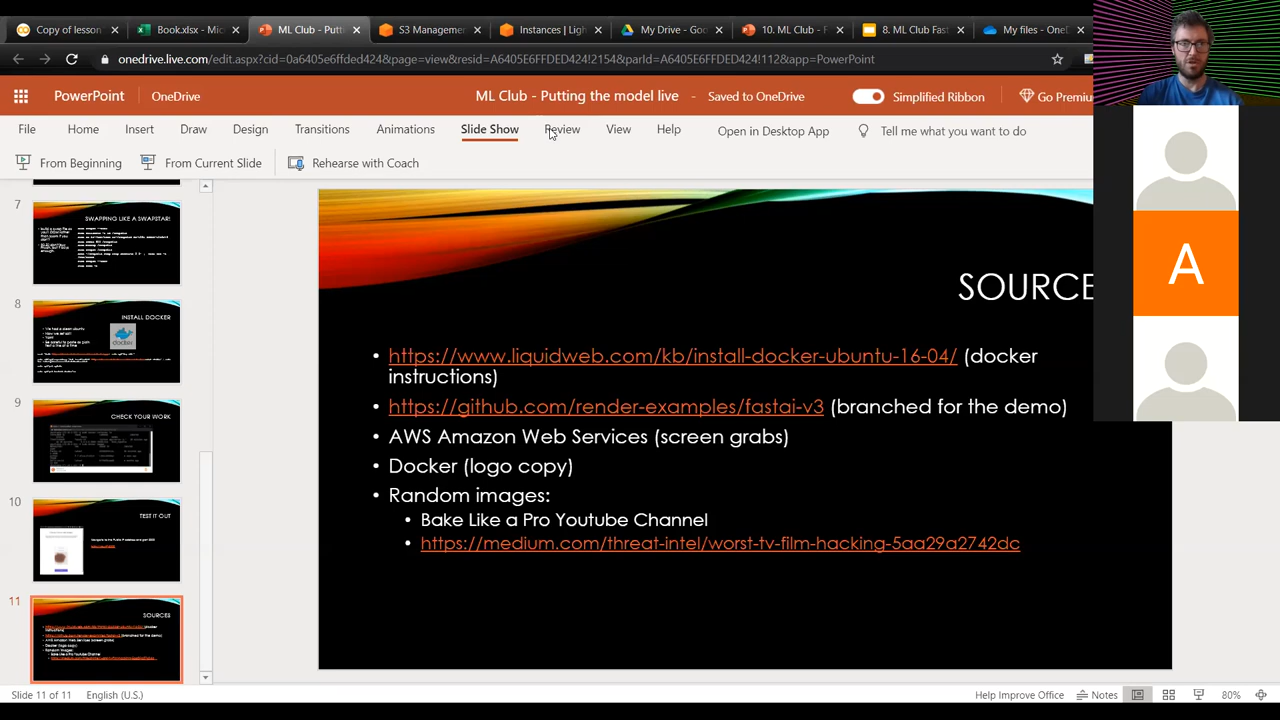 Copy of lesson
Book.xlsx - Mic
ML Club - Putti
S3 Managemen
Instances | Ligh
My Drive - Goo
10. ML Club - F
8. ML Club Fas
My files - OneD
onedrive.live.com/edit.aspx?cid=0a6405e6ffded424&page=view&resid=A6405E6FFDED424!2154&parId=A6405E6FFDED424!112&app=PowerPoint
PowerPoint
OneDrive
ML Club - Putting the model live - Saved to OneDrive
Simplified Ribbon
Go Premiu
File
Home
Insert
Draw
Design
Transitions
Animations
Slide Show
Review
View
Help
Open in Desktop App
Tell me what you want to do
From Beginning
From Current Slide
Rehearse with Coach
7
SWAPPING LIKE A SWAPSTAR!
8
INSTALL DOCKER
docker
9
CHECK YOUR WORK
10
TEST IT OUT
11
SOURCES
SOURCE
• https://www.liquidweb.com/kb/install-docker-ubuntu-16-04/ (docker
instructions)
• https://github.com/render-examples/fastai-v3 (branched for the demo)
• AWS Amazon Web Services (screen grabs)
• Docker (logo copy)
• Random images:
• Bake Like a Pro Youtube Channel
• https://medium.com/threat-intel/worst-tv-film-hacking-5aa29a2742dc
A
Slide 11 of 11
English (U.S.)
Help Improve Office
Notes
80%